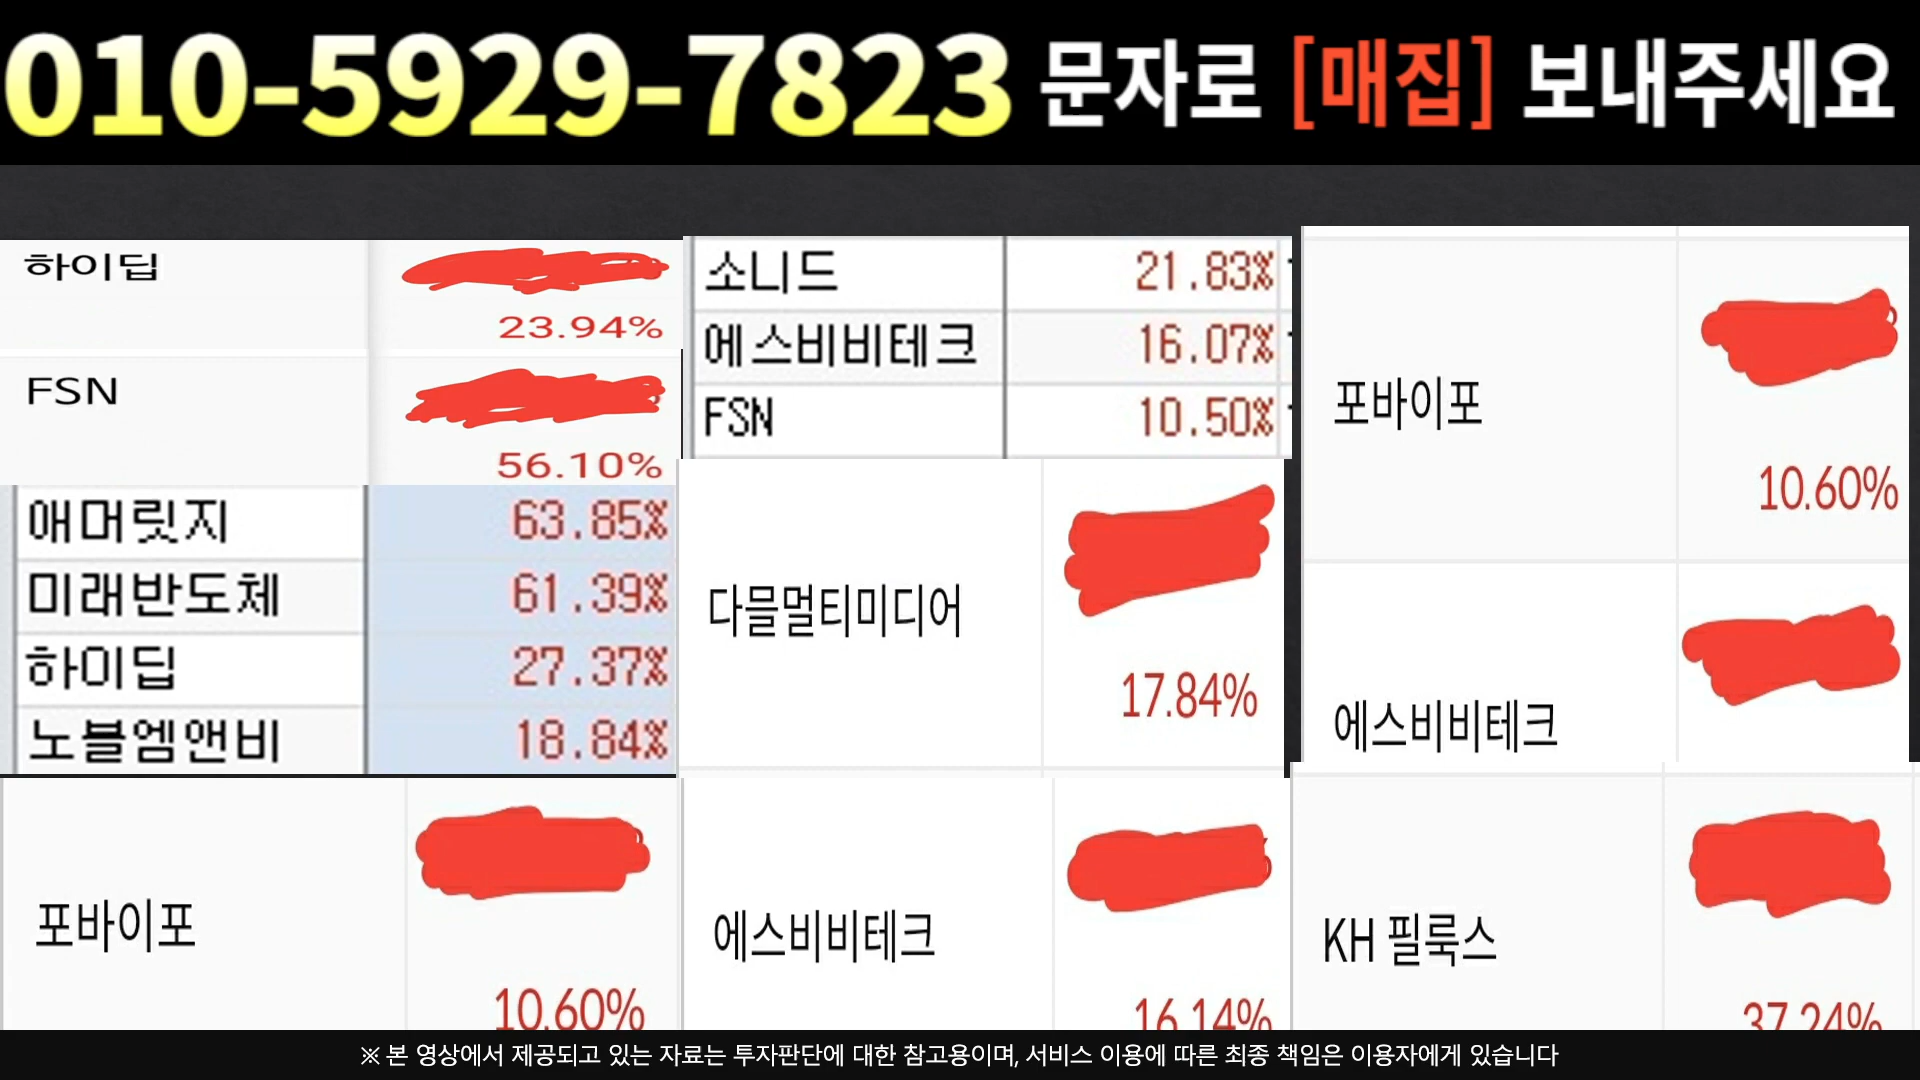 010-5929-7823 문자로 [매집] 보내주세요
하이딥
23.94%
FSN
56.10%
애머릿지 63.85%
미래반도체 61.39%
하이딥 27.37%
노블엠앤비 18.84%
소니드 21.83%
에스비비테크 16.07%
FSN 10.50%
다믈멀티미디어
17.84%
포바이포
10.60%
에스비비테크
포바이포
10.60%
에스비비테크
16.14%
KH 필룩스
37.24%
※ 본 영상에서 제공되고 있는 자료는 투자판단에 대한 참고용이며, 서비스 이용에 따른 최종 책임은 이용자에게 있습니다